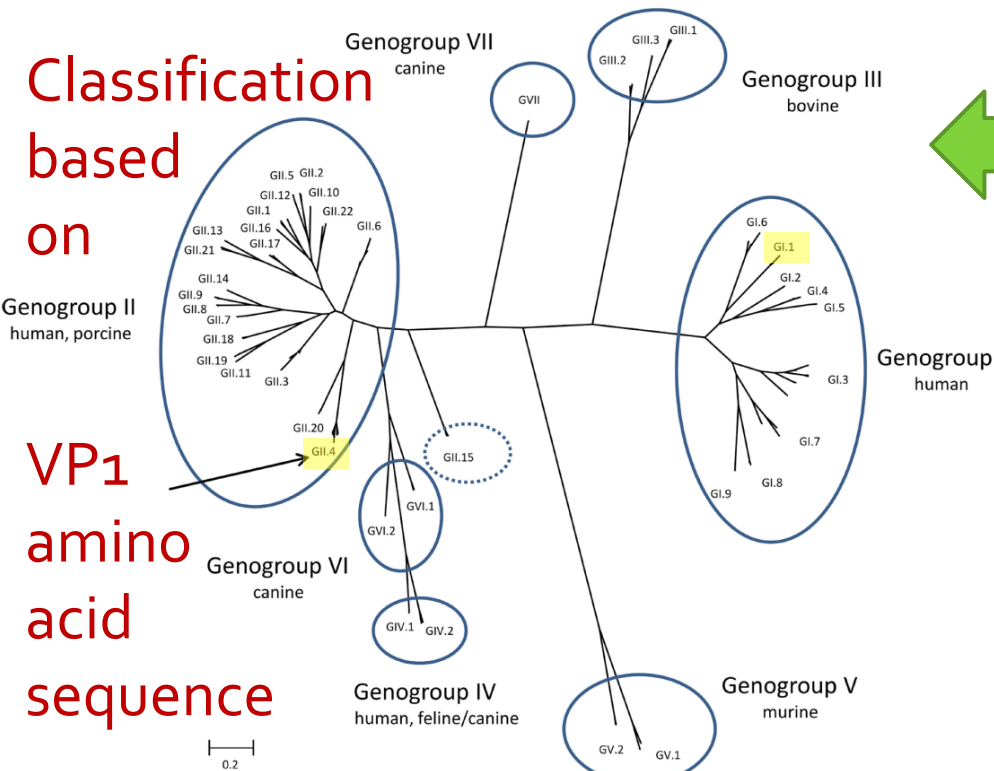 Classification
based
on
VP1
amino
acid
sequence
Genogroup VII
canine
GVII
GIII.1
GIII.3
GIII.2
Genogroup III
bovine
GII.5
GII.2
GII.12
GII.10
GII.1
GII.22
GII.16
GII.6
GII.13
GII.17
GII.21
GII.14
GII.9
GII.8
GII.7
GII.18
GII.19
GII.11
GII.3
GII.20
GII.4
Genogroup II
human, porcine
GI.6
GI.1
GI.2
GI.4
GI.5
GI.3
GI.7
GI.8
GI.9
Genogroup
human
GII.15
GVI.1
GVI.2
Genogroup VI
canine
GIV.1
GIV.2
Genogroup IV
human, feline/canine
Genogroup V
murine
GV.2
GV.1
0.2